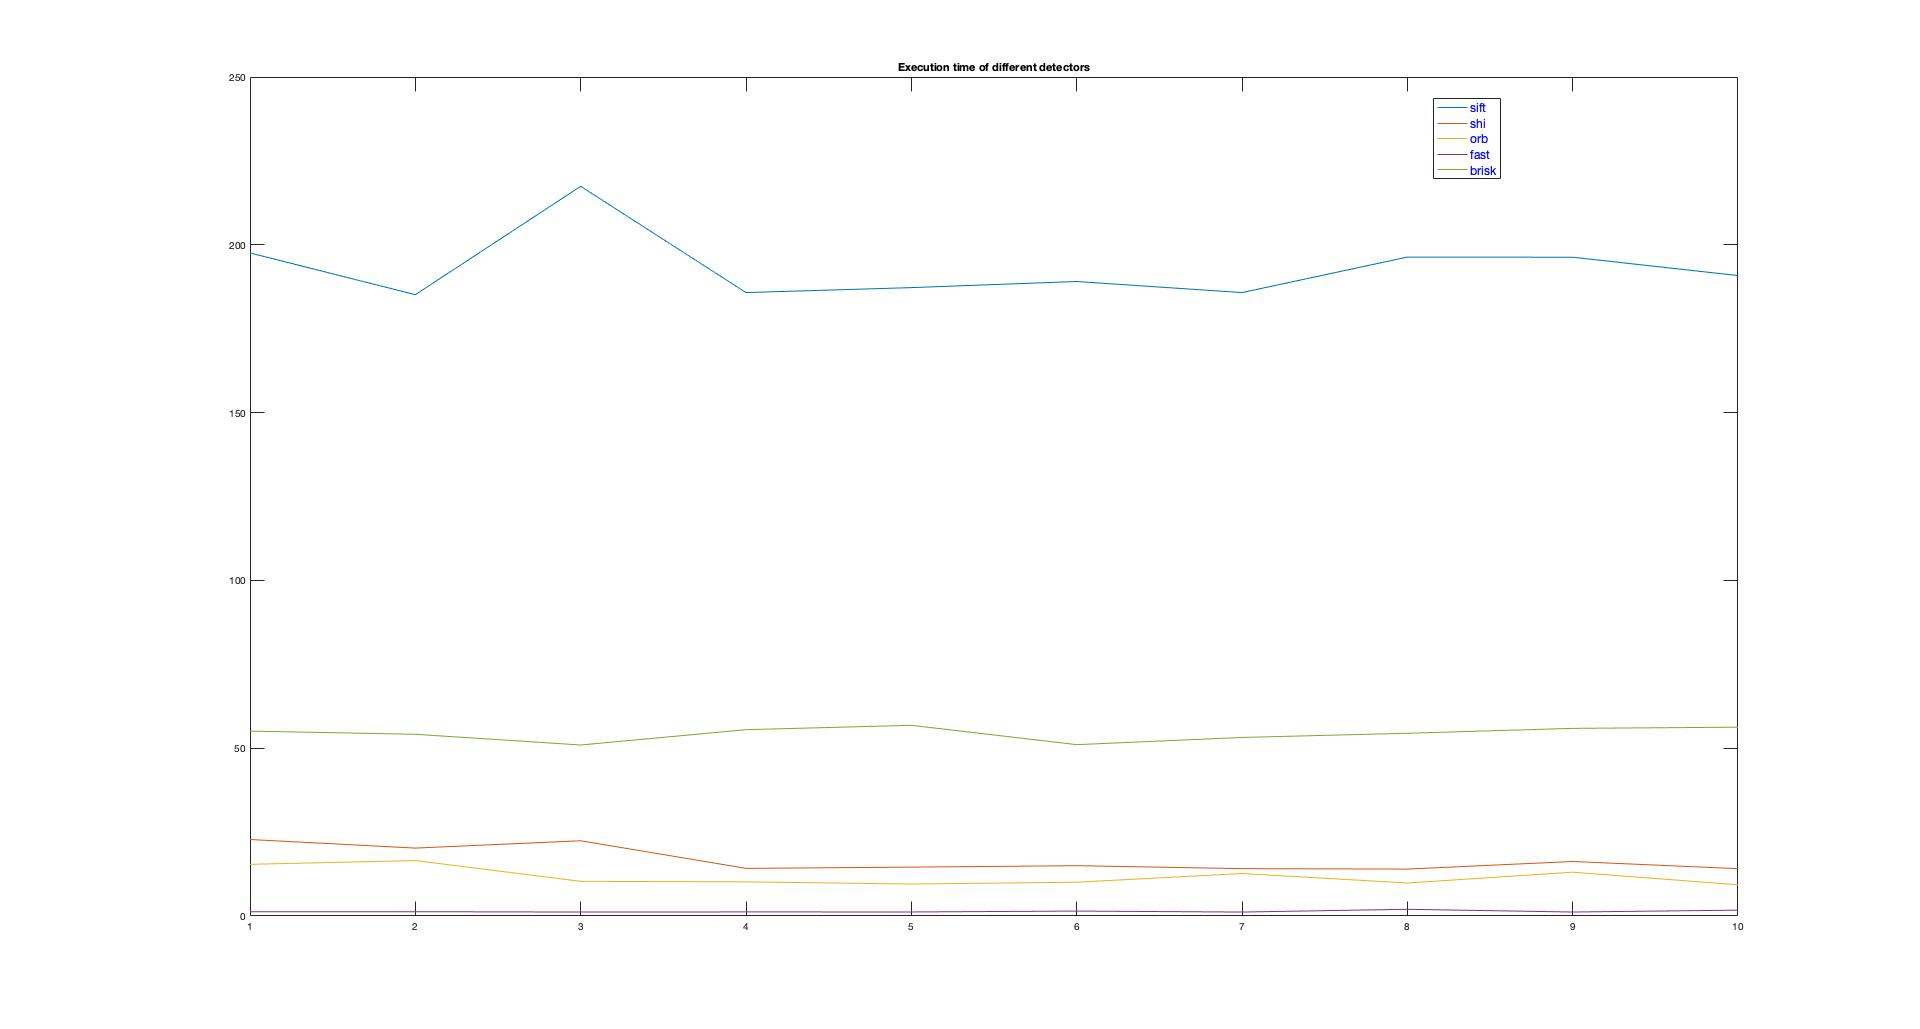 Execution time of different detectors
250
200
150
100
50
0
sift
shi
orb
fast
brisk
1 2 3 4 5 6 7 8 9 10